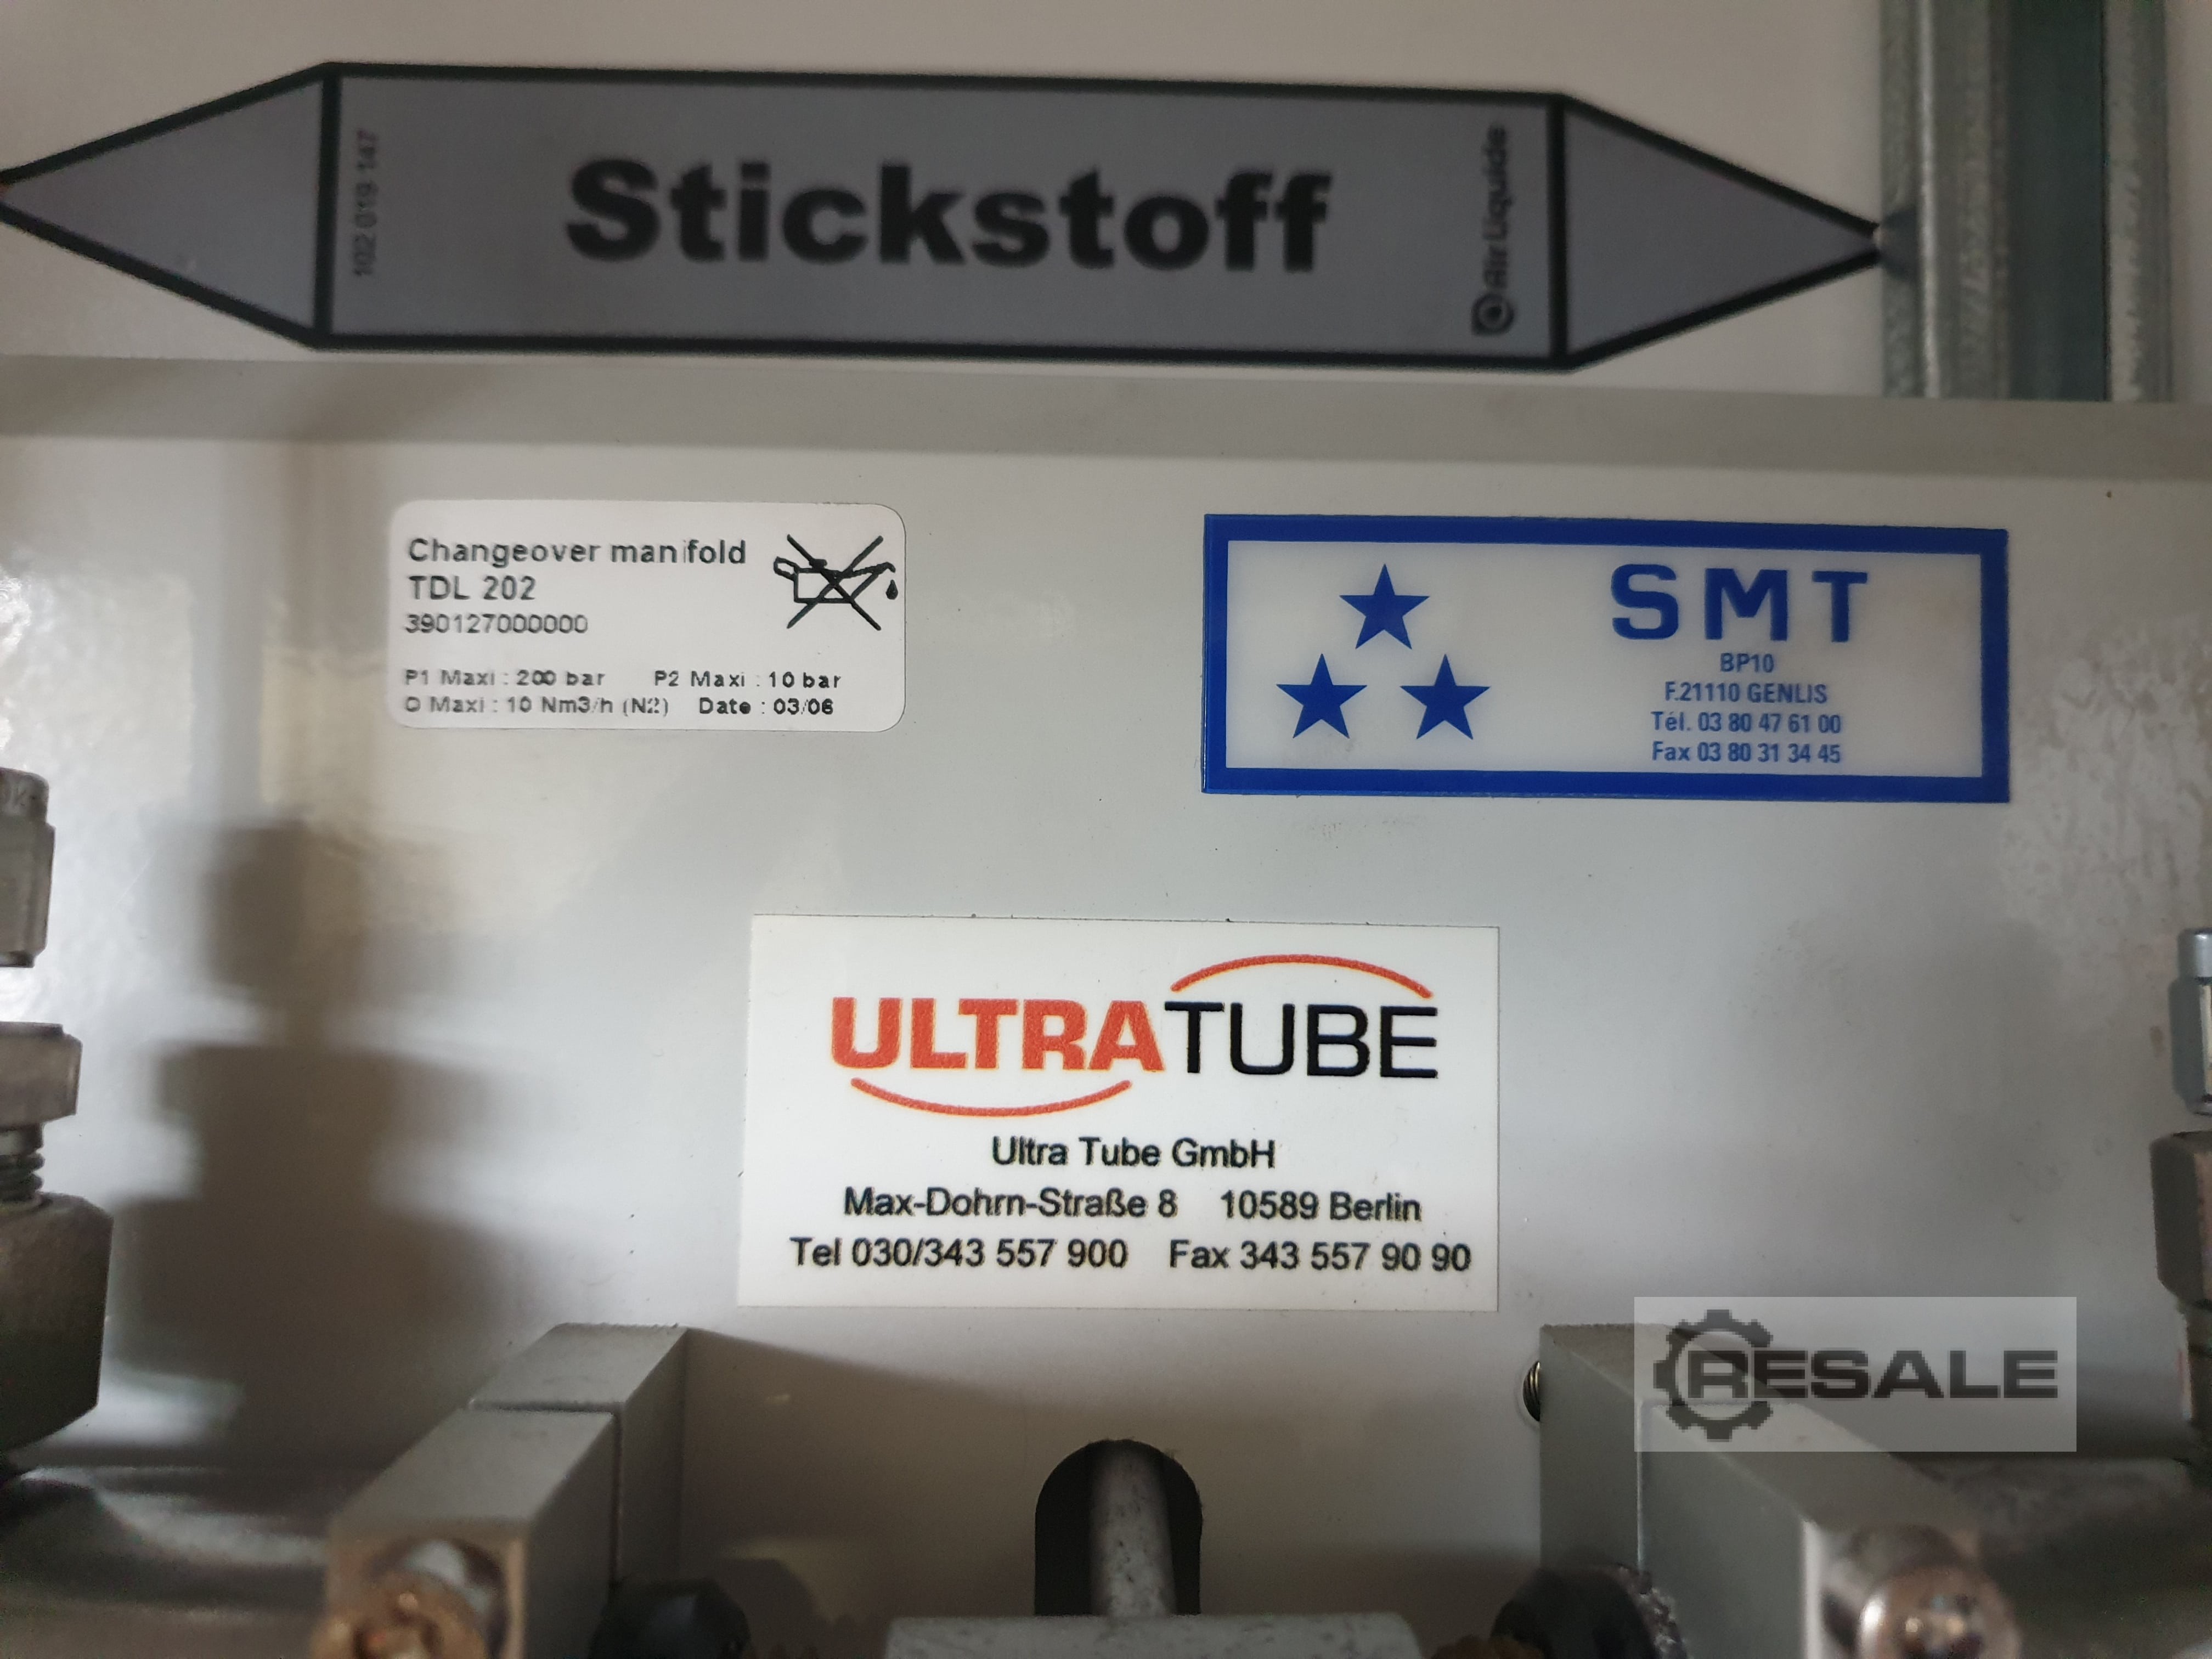 102 019 147
Stickstoff
Air Liquide
Changeover manifold
TDL 202
390127000000
P1 Maxi : 200 bar P2 Maxi : 10 bar
Q Maxi : 10 Nm3/h (N2) Date : 03/06
SMT
BP10
F.21110 GENLIS
Tél. 03 80 47 61 00
Fax 03 80 31 34 45
ULTRATUBE
Ultra Tube GmbH
Max-Dohrn-Straße 8 10589 Berlin
Tel 030/343 557 900 Fax 343 557 90 90
RESALE